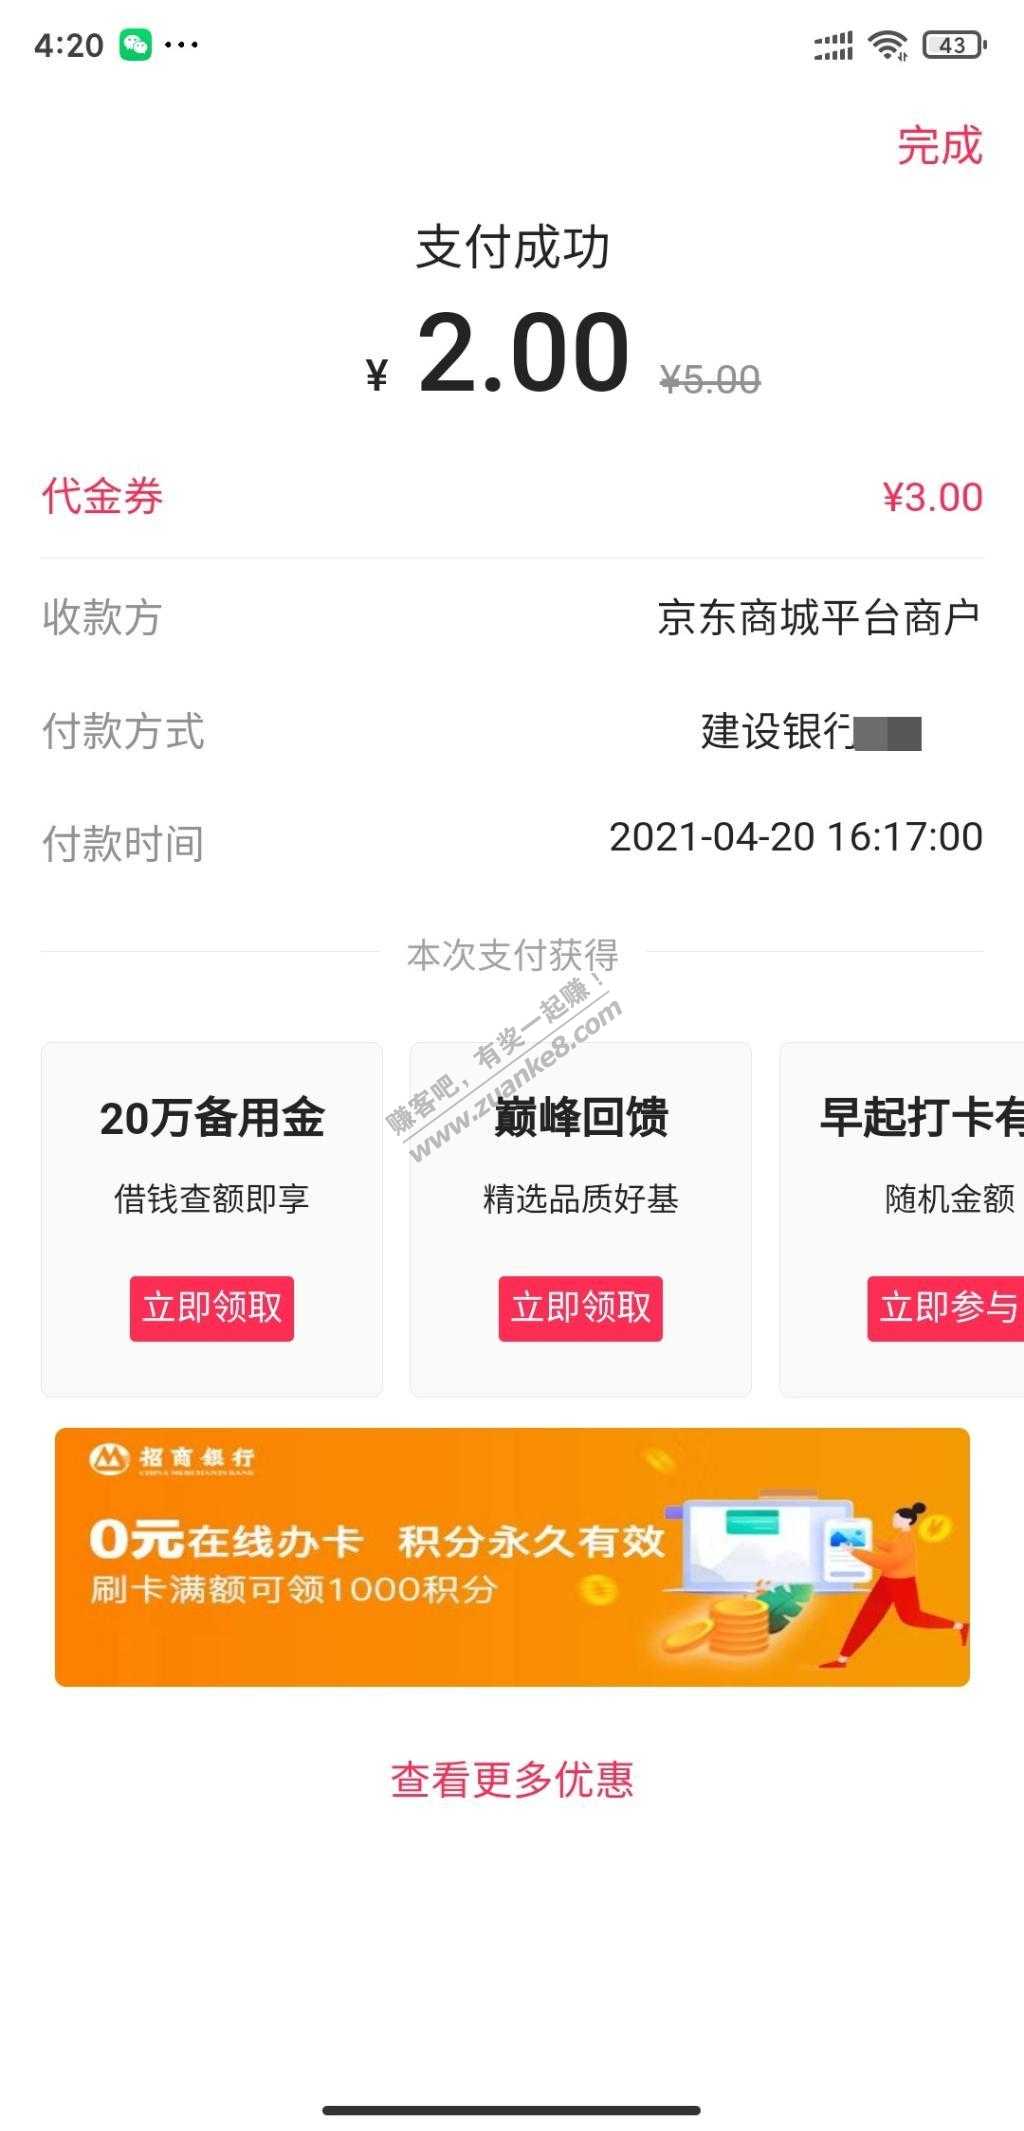 4:20
43
完成
支付成功
¥ 2.00 ¥5.00
代金券 ¥3.00
收款方 京东商城平台商户
付款方式 建设银行
付款时间 2021-04-20 16:17:00
本次支付获得
赚客吧，有奖一起赚！
www.zuanke8.com
20万备用金 巅峰回馈 早起打卡有
借钱查额即享 精选品质好基 随机金额
立即领取 立即领取 立即参与
招商銀行
CHINA MERCHANTS BANK
0元在线办卡 积分永久有效
刷卡满额可领1000积分
查看更多优惠